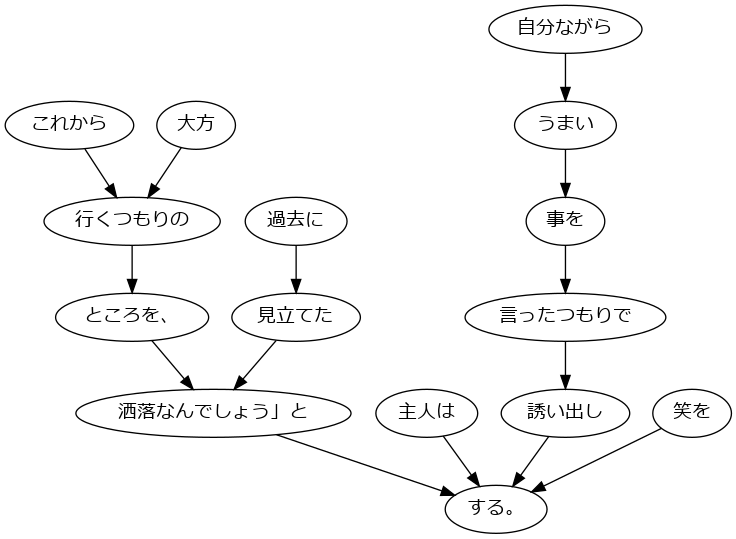 自分ながら
これから
大方
うまい
行くつもりの
過去に
事を
ところを、
見立てた
言ったつもりで
洒落なんでしょう」と
主人は
誘い出し
笑を
する。